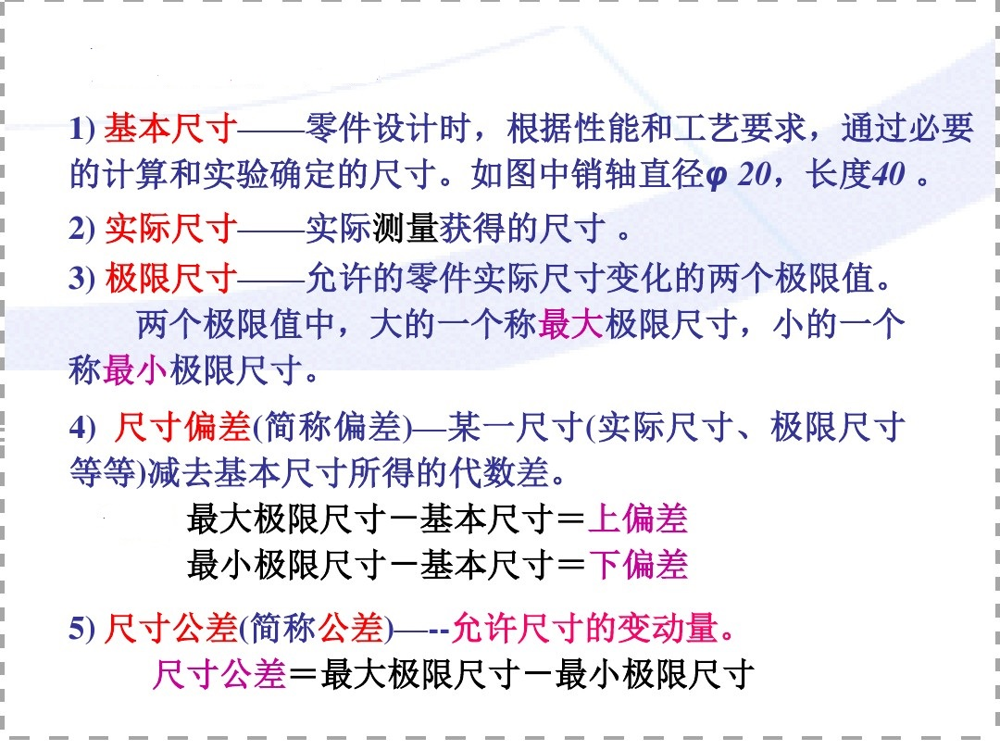 1) 基本尺寸——零件设计时，根据性能和工艺要求，通过必要
的计算和实验确定的尺寸。如图中销轴直径φ 20，长度40 。
2) 实际尺寸——实际测量获得的尺寸 。
3) 极限尺寸——允许的零件实际尺寸变化的两个极限值。
两个极限值中，大的一个称最大极限尺寸，小的一个
称最小极限尺寸。
4) 尺寸偏差(简称偏差)—某一尺寸(实际尺寸、极限尺寸
等等)减去基本尺寸所得的代数差。
最大极限尺寸－基本尺寸＝上偏差
最小极限尺寸－基本尺寸＝下偏差
5) 尺寸公差(简称公差)—--允许尺寸的变动量。
尺寸公差＝最大极限尺寸－最小极限尺寸